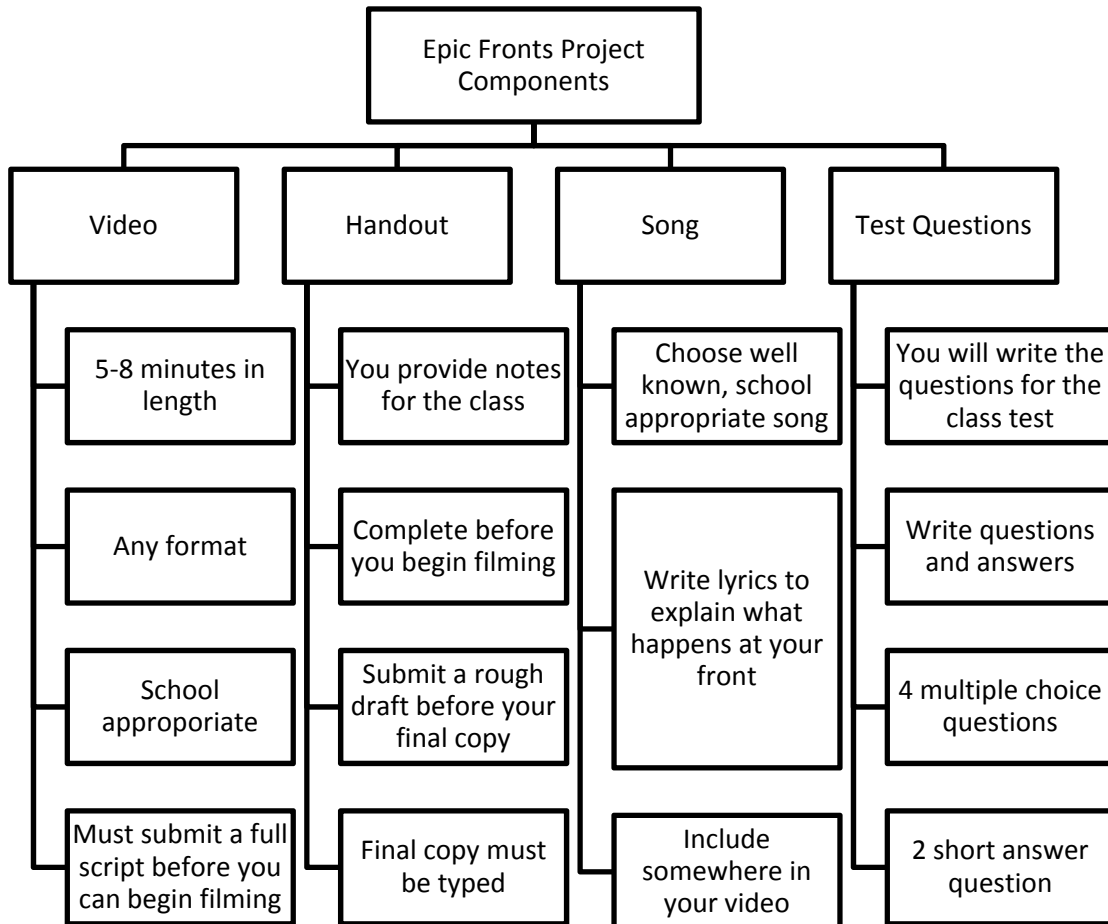 Epic Fronts Project
Components
Video
5-8 minutes in
length
Any format
School
approporiate
Must submit a full
script before you
can begin filming
Handout
You provide notes
for the class
Complete before
you begin filming
Submit a rough
draft before your
final copy
Final copy must
be typed
Song
Choose well
known, school
appropriate song
Write lyrics to
explain what
happens at your
front
Include
somewhere in
your video
Test Questions
You will write the
questions for the
class test
Write questions
and answers
4 multiple choice
questions
2 short answer
question